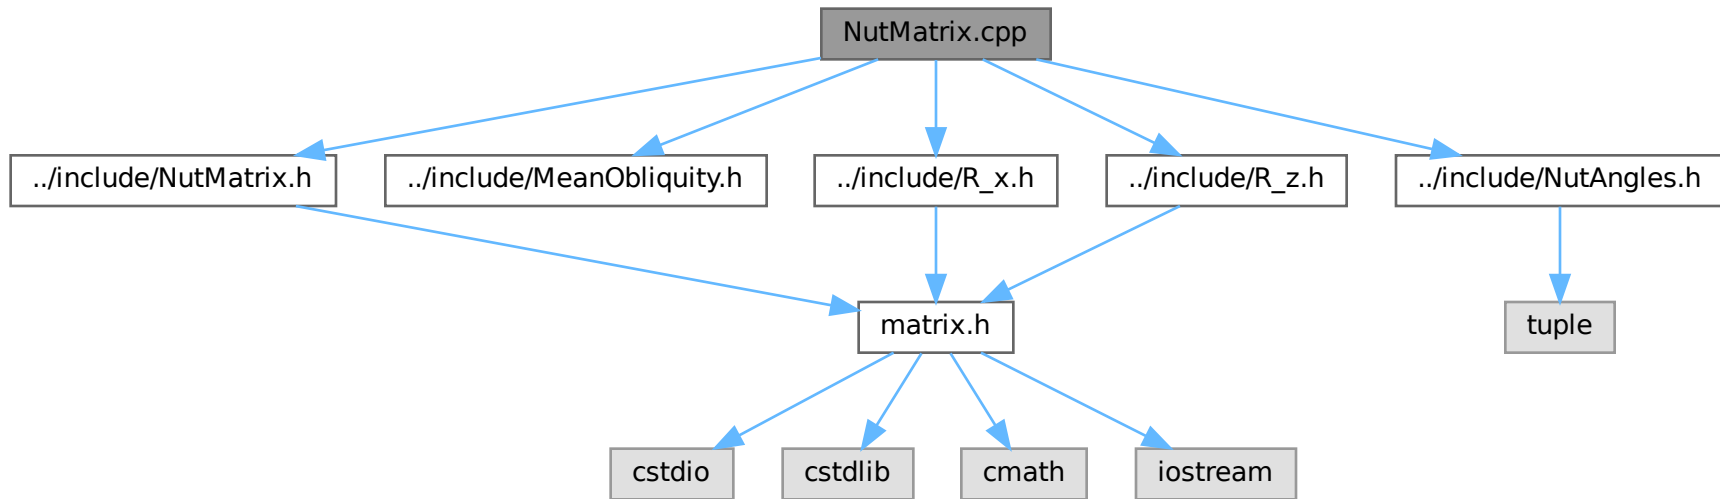 NutMatrix.cpp
../include/NutMatrix.h
../include/MeanObliquity.h
../include/R_x.h
../include/R_z.h
../include/NutAngles.h
matrix.h
tuple
cstdio
cstdlib
cmath
iostream